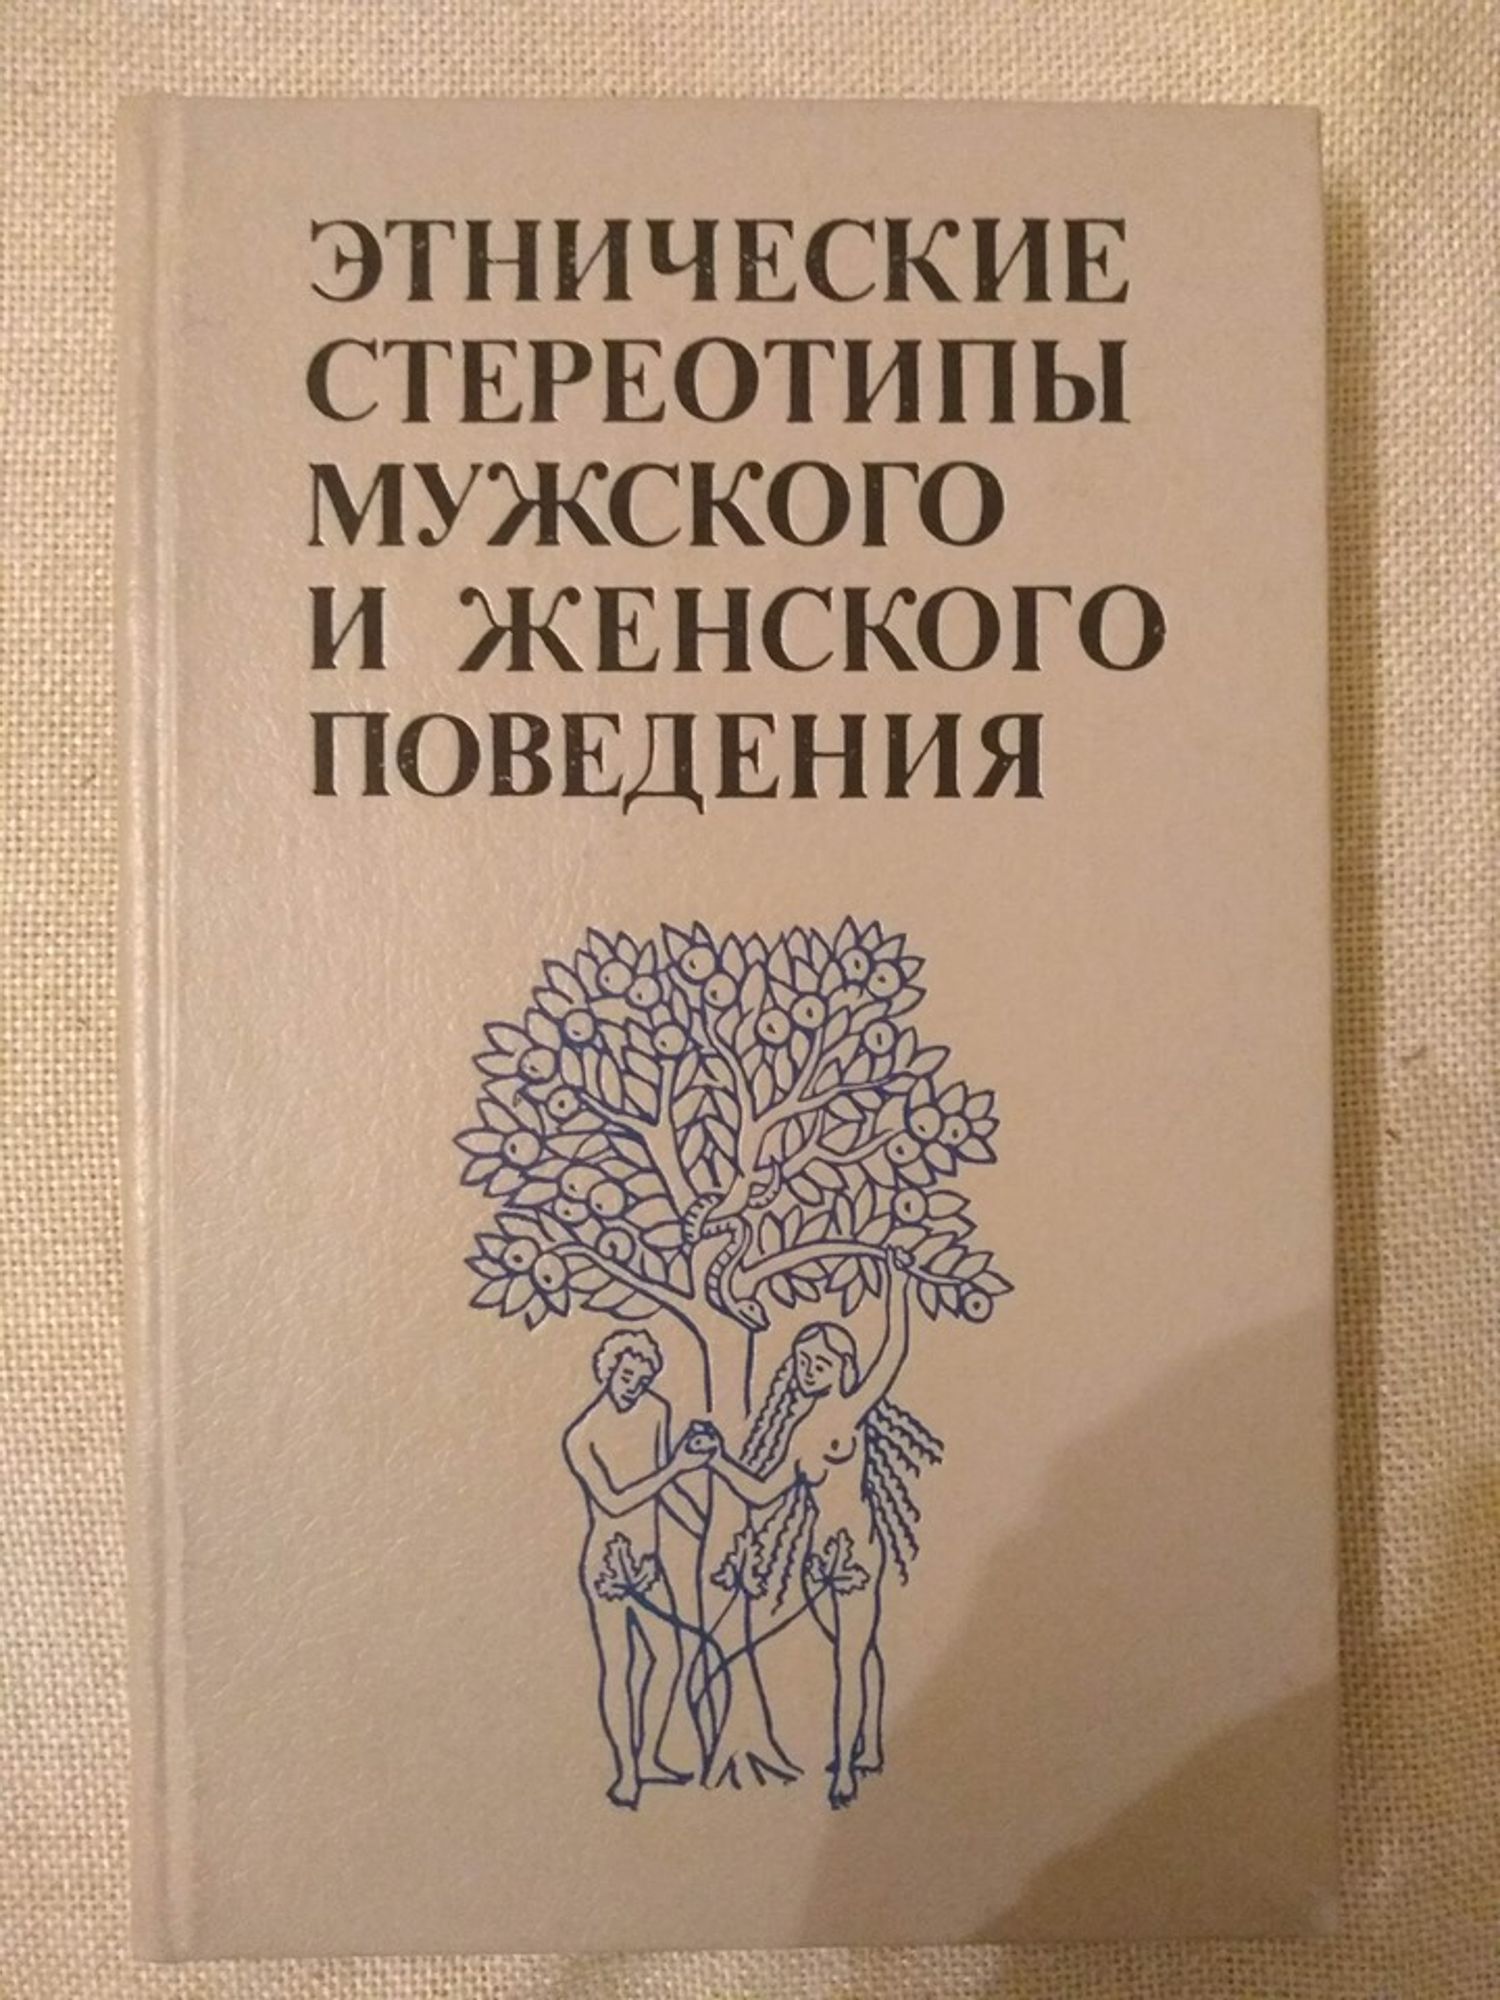 ЭТНИЧЕСКИЕ
СТЕРЕОТИПЫ
МУЖСКОГО
И ЖЕНСКОГО
ПОВЕДЕНИЯ